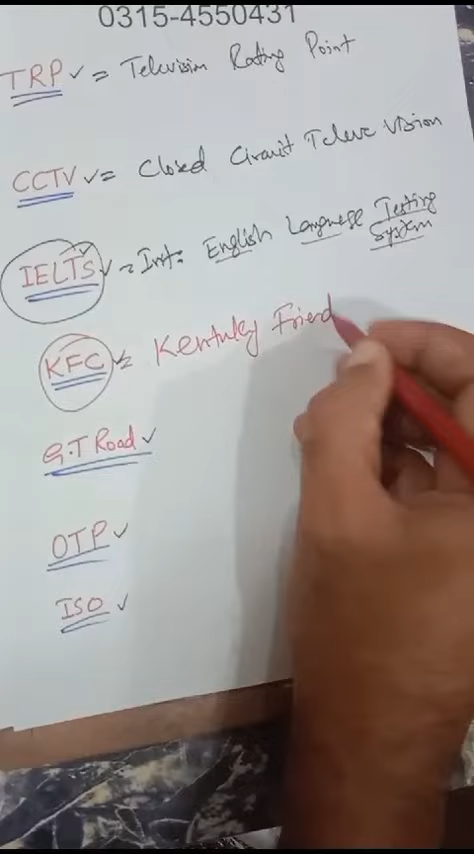 0315-4550431
TRP ✓ = Television Rating Point
CCTV ✓ = Closed Circuit Televe Vision
IELTS ✓ = Int: English Language Testing System
KFC ✓ = Kentuky Friend
G.T Road ✓
OTP ✓
ISO ✓